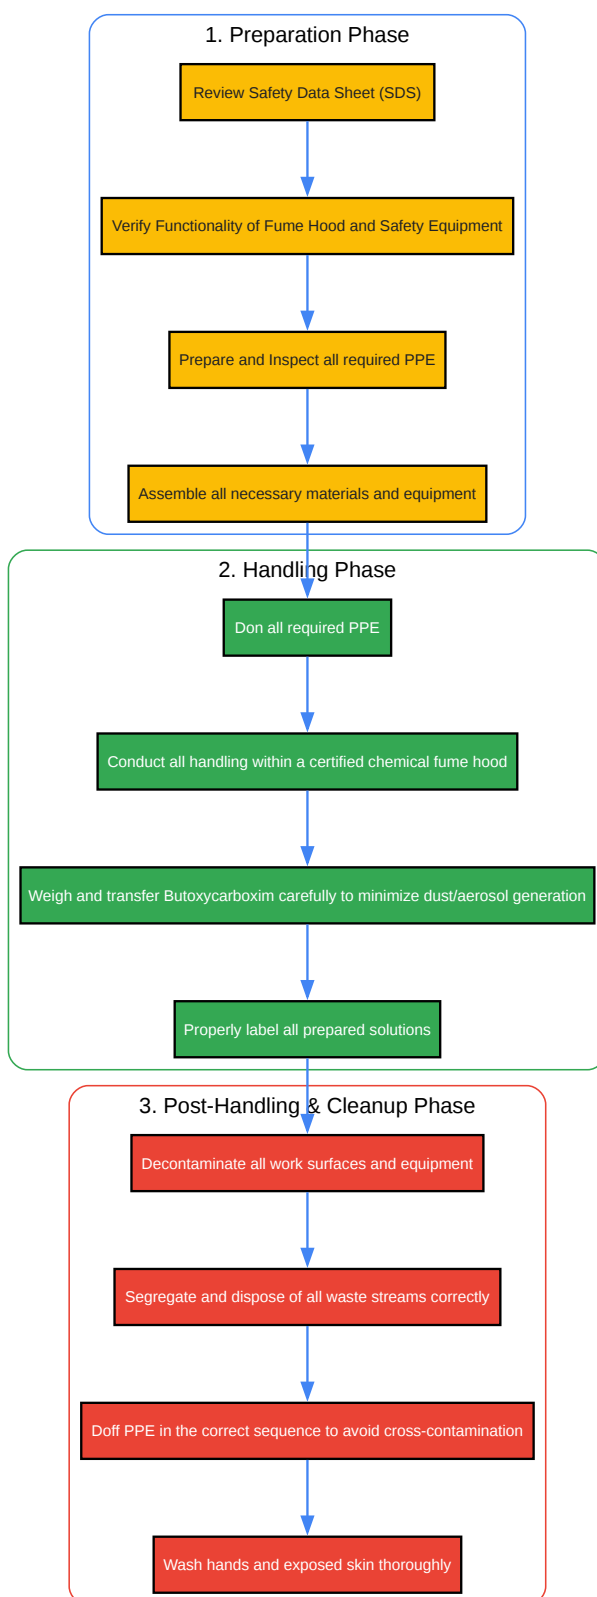 1. Preparation Phase
Review Safety Data Sheet (SDS)
Verify Functionality of Fume Hood and Safety Equipment
Prepare and Inspect all required PPE
Assemble all necessary materials and equipment
2. Handling Phase
Don all required PPE
Conduct all handling within a certified chemical fume hood
Weigh and transfer Butoxycarboxim carefully to minimize dust/aerosol generation
Properly label all prepared solutions
3. Post-Handling & Cleanup Phase
Decontaminate all work surfaces and equipment
Segregate and dispose of all waste streams correctly
Doff PPE in the correct sequence to avoid cross-contamination
Wash hands and exposed skin thoroughly